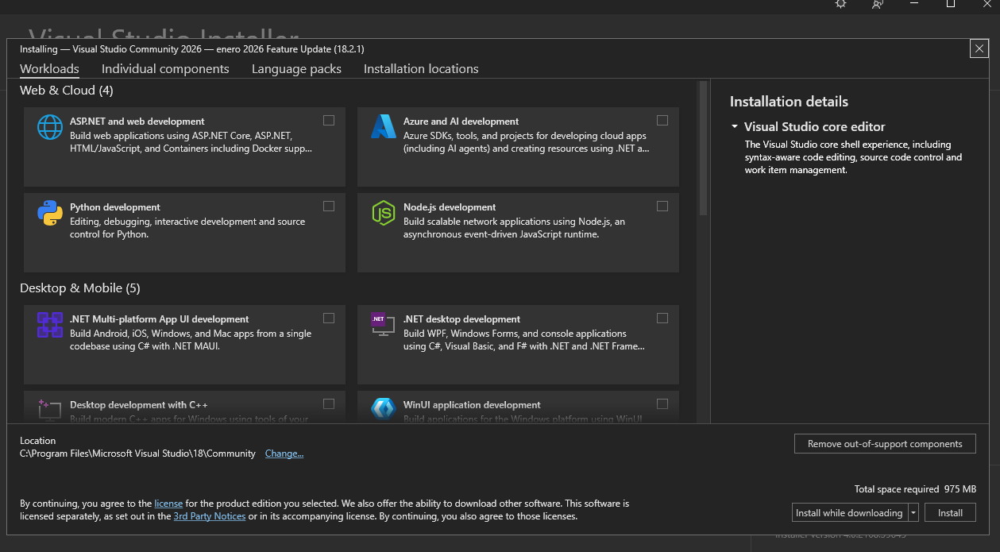 Visual Studio Installer
Installing — Visual Studio Community 2026 — enero 2026 Feature Update (18.2.1)
Workloads
Individual components
Language packs
Installation locations
Web & Cloud (4)
ASP.NET and web development
Build web applications using ASP.NET Core, ASP.NET,
HTML/JavaScript, and Containers including Docker supp...
Azure and AI development
Azure SDKs, tools, and projects for developing cloud apps
(including AI agents) and creating resources using .NET a...
Python development
Editing, debugging, interactive development and source
control for Python.
JS
Node.js development
Build scalable network applications using Node.js, an
asynchronous event-driven JavaScript runtime.
Desktop & Mobile (5)
.NET Multi-platform App UI development
Build Android, iOS, Windows, and Mac apps from a single
codebase using C# with .NET MAUI.
.NET
.NET desktop development
Build WPF, Windows Forms, and console applications
using C#, Visual Basic, and F# with .NET and .NET Frame...
Desktop development with C++
Build modern C++ apps for Windows using tools of your
WinUI application development
Build applications for the Windows platform using WinUI
Installation details
Visual Studio core editor
The Visual Studio core shell experience, including
syntax-aware code editing, source code control and
work item management.
Location
C:\Program Files\Microsoft Visual Studio\18\Community Change...
Remove out-of-support components
Total space required 975 MB
By continuing, you agree to the license for the product edition you selected. We also offer the ability to download other software. This software is
licensed separately, as set out in the 3rd Party Notices or in its accompanying license. By continuing, you also agree to those licenses.
Install while downloading
Install
Installer version